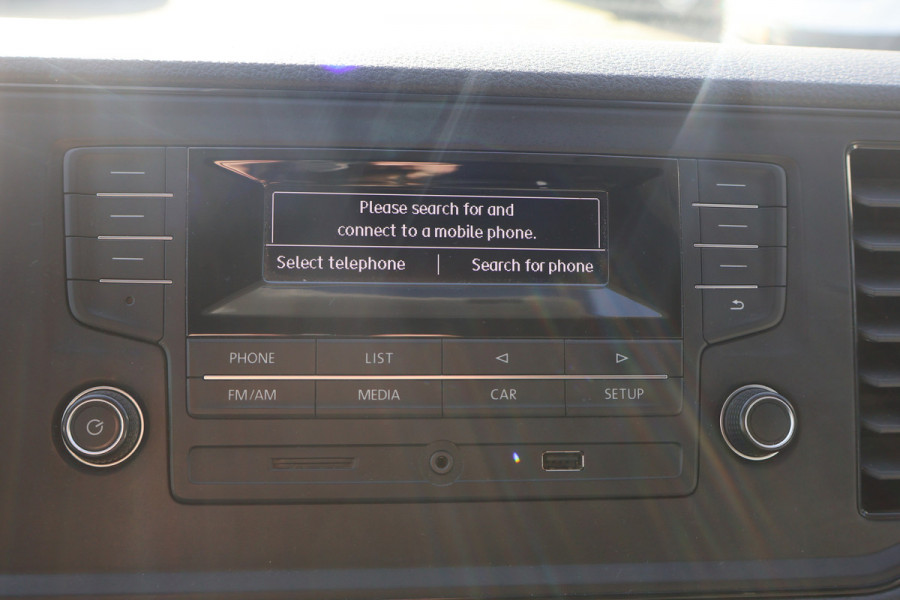 Please search for and
connect to a mobile phone.
Select telephone | Search for phone
PHONE LIST
FM/AM MEDIA CAR SETUP